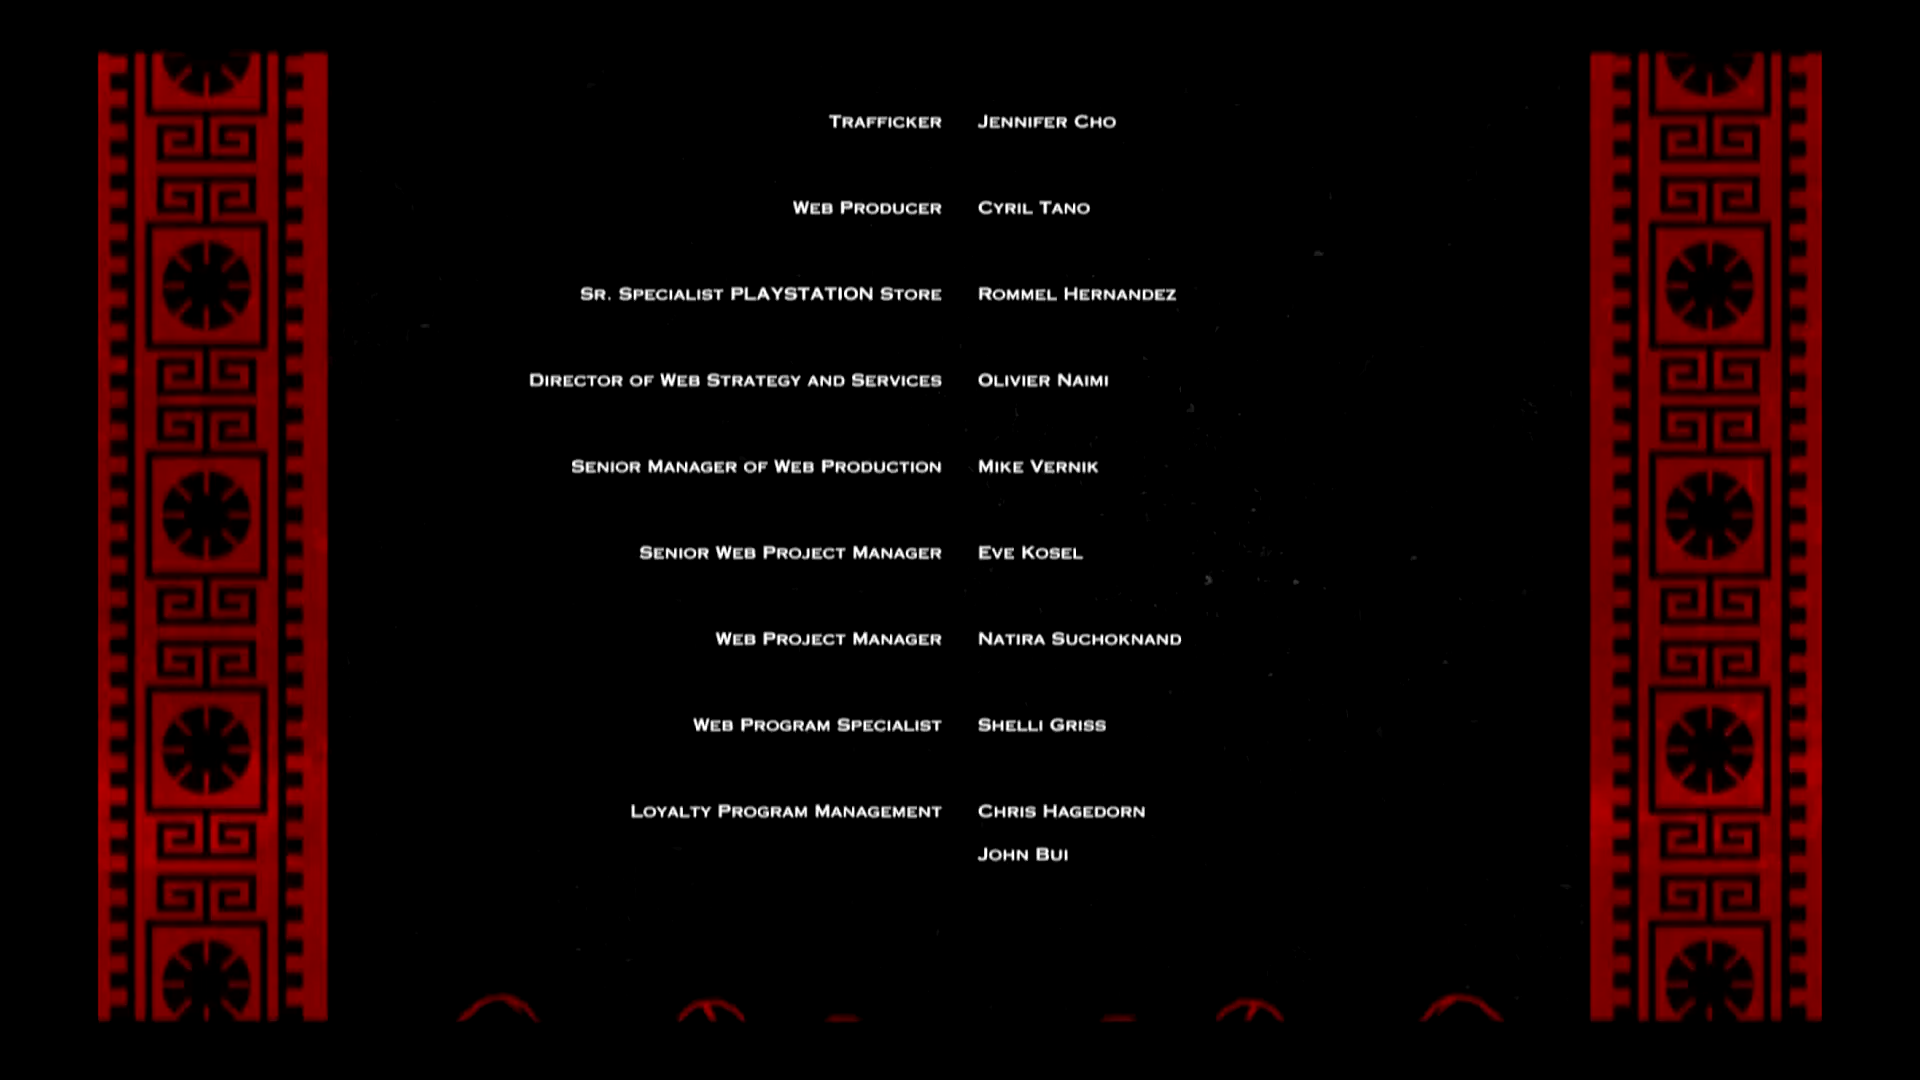 Trafficker Jennifer Cho
Web Producer Cyril Tano
Sr. Specialist PLAYSTATION Store Rommel Hernandez
Director of Web Strategy and Services Olivier Naimi
Senior Manager of Web Production Mike Vernik
Senior Web Project Manager Eve Kosel
Web Project Manager Natira Suchoknand
Web Program Specialist Shelli Griss
Loyalty Program Management Chris Hagedorn
John Bui